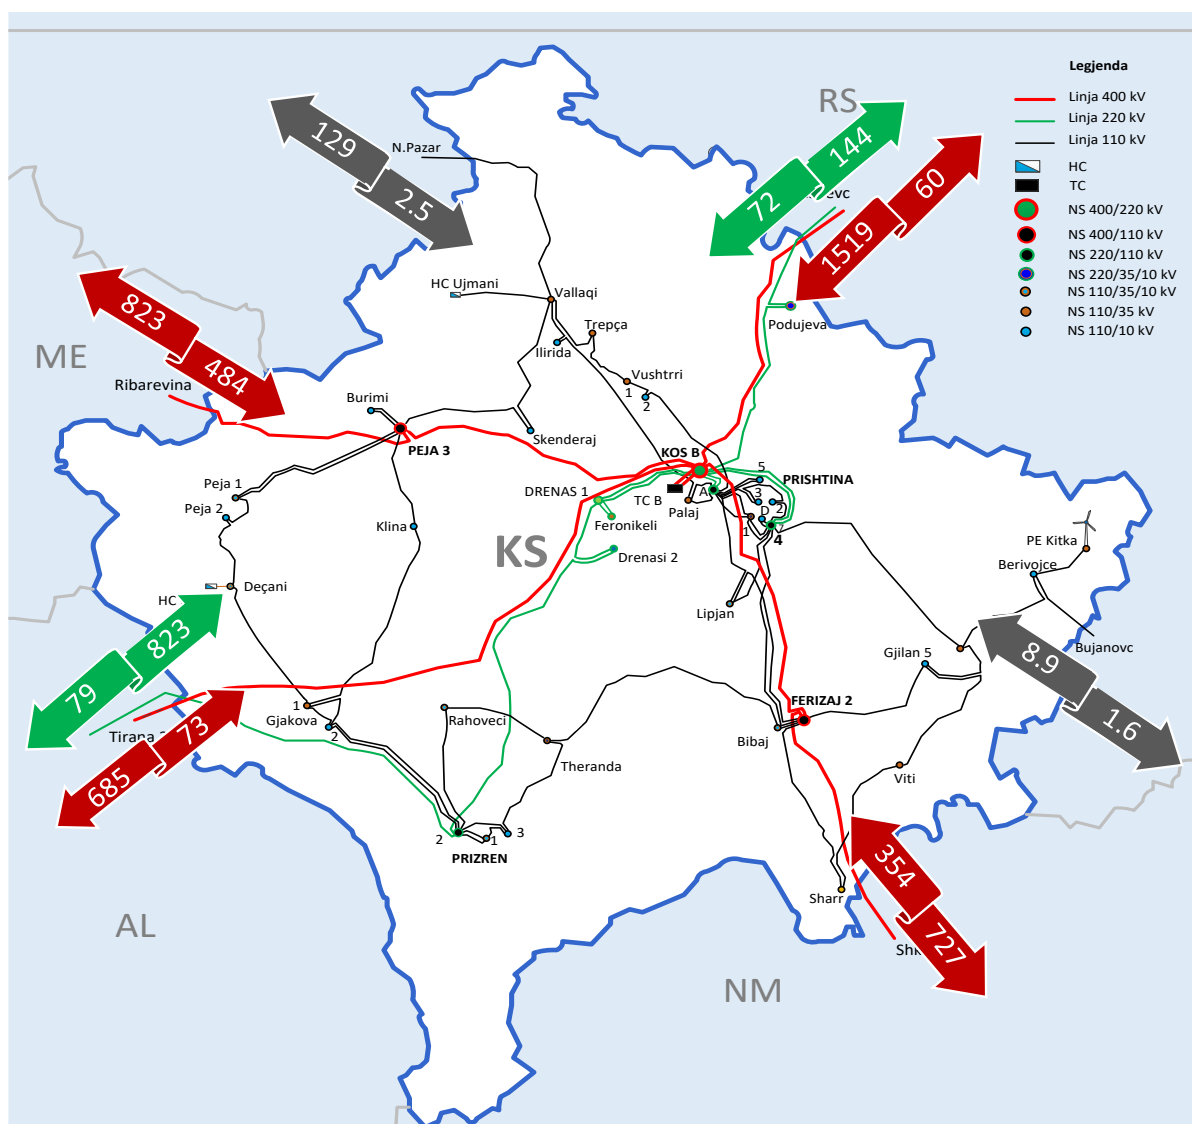 Legjenda
Linja 400 kV
Linja 220 kV
Linja 110 kV
HC
TC
NS 400/220 kV
NS 400/110 kV
NS 220/110 kV
NS 220/35/10 kV
NS 110/35/10 kV
NS 110/35 kV
NS 110/10 kV
RS
129
2.5
N.Pazar
144
72
60
1519
HC Ujmani
Vallaqi
Trepça
Ilirida
Podujeva
823
484
ME
Ribarevina
Burimi
PEJA 3
Skenderaj
Vushtrri
1
2
KOS B
PRISHTINA
5
3
2
A
D
1
7
4
TC B
Palaj
DRENAS 1
Feronikeli
Drenasi 2
Peja 1
Peja 2
Klina
KS
PE Kitka
Berivojce
Deçani
HC
Lipjan
Bujanovc
823
79
Gjilan 5
8.9
1.6
1
Gjakova
2
Rahoveci
FERIZAJ 2
Bibaj
Theranda
Tirana
73
685
Viti
2
1
3
PRIZREN
354
727
Sharr
AL
NM